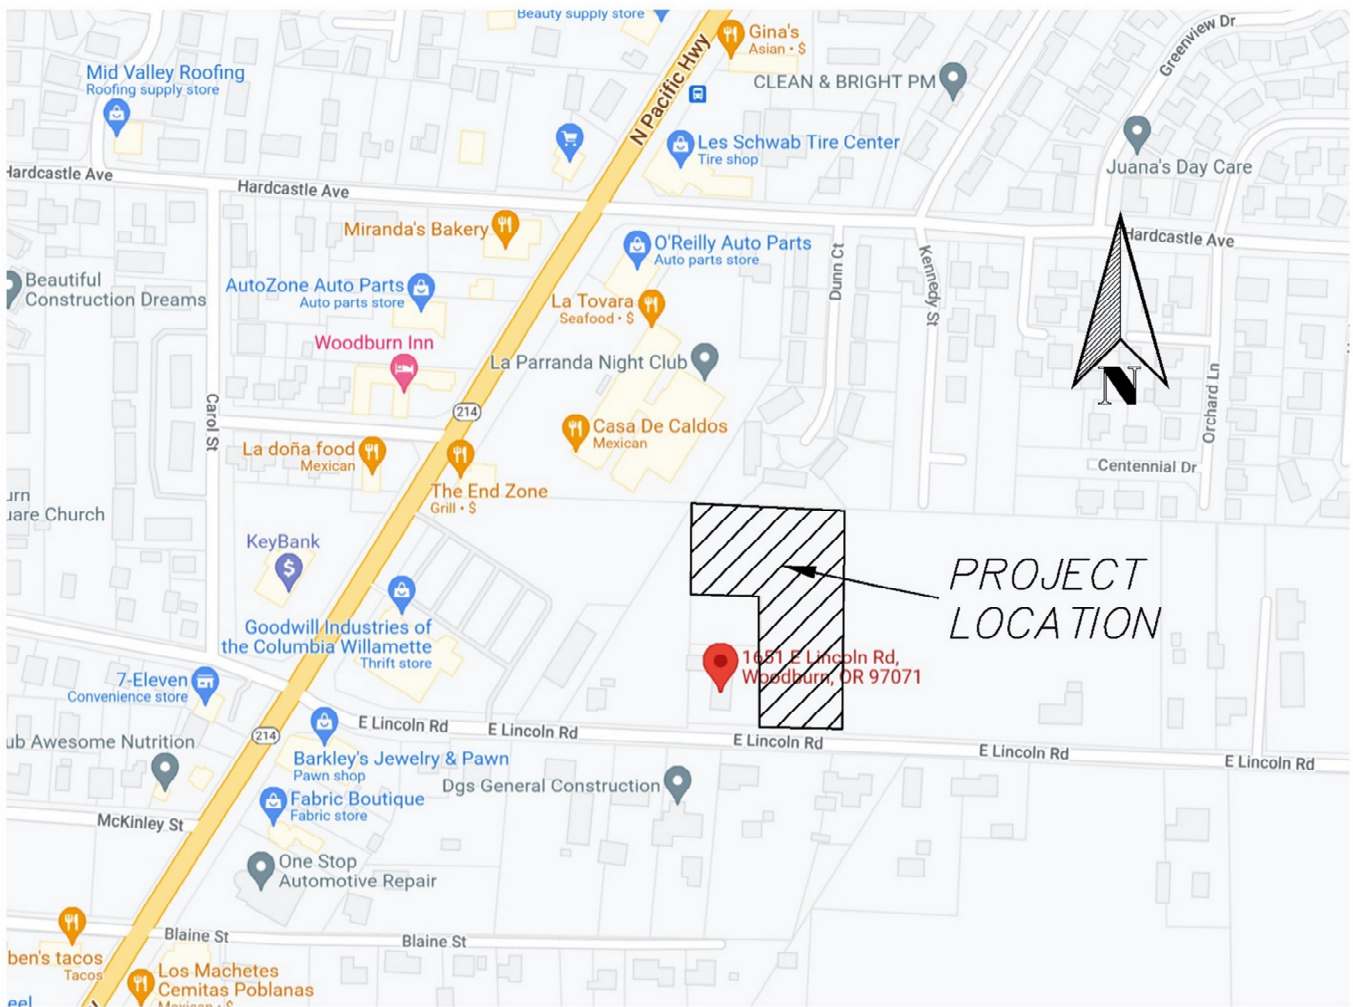 Beauty supply store
Gina's
Asian • $
Greenview Dr
Mid Valley Roofing
Roofing supply store
CLEAN & BRIGHT PM
N Pacific Hwy
Les Schwab Tire Center
Tire shop
Juana's Day Care
Hardcastle Ave
Hardcastle Ave
Miranda's Bakery
O'Reilly Auto Parts
Auto parts store
Dunn Ct
Kennedy St
Hardcastle Ave
Beautiful
Construction Dreams
AutoZone Auto Parts
Auto parts store
La Tovara
Seafood • $
Woodburn Inn
La Parranda Night Club
N
Orchard Ln
Carol St
214
Casa De Caldos
Mexican
La doña food
Mexican
Centennial Dr
The End Zone
Grill • $
urn
uare Church
KeyBank
$
PROJECT
LOCATION
Goodwill Industries of
the Columbia Willamette
Thrift store
1651 E Lincoln Rd,
Woodburn, OR 97071
7-Eleven
Convenience store
E Lincoln Rd
E Lincoln Rd
E Lincoln Rd
E Lincoln Rd
E Lincoln Rd
214
ub Awesome Nutrition
Barkley's Jewelry & Pawn
Pawn shop
Dgs General Construction
Fabric Boutique
Fabric store
McKinley St
One Stop
Automotive Repair
Blaine St
Blaine St
ben's tacos
Tacos
Los Machetes
Cemitas Poblanas
Mexican • $
eel